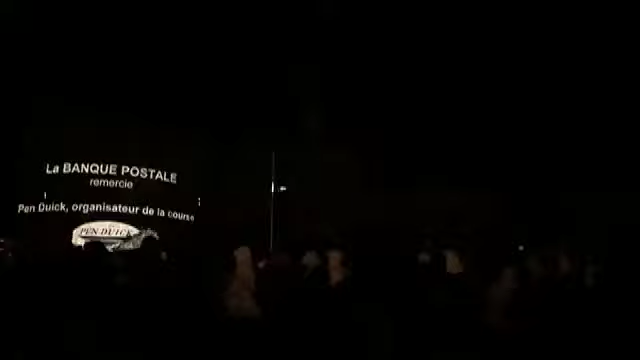 La BANQUE POSTALE
remercie
Pen Duick, organisateur de la course
PEN DUICK